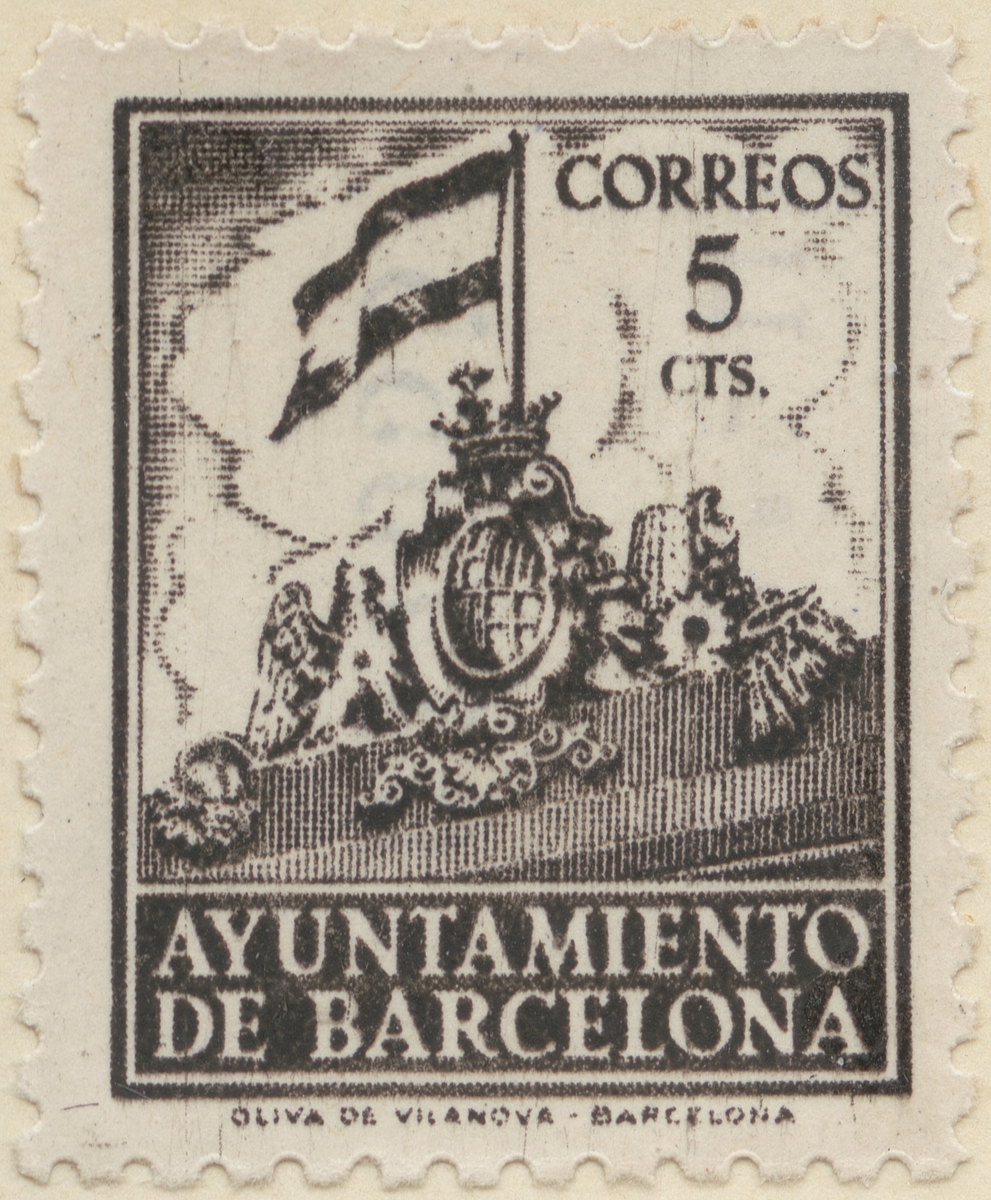 CORREOS
5
CTS.
AYUNTAMIENTO
DE BARCELONA
OLIVA DE VILANOVA - BARCELONA